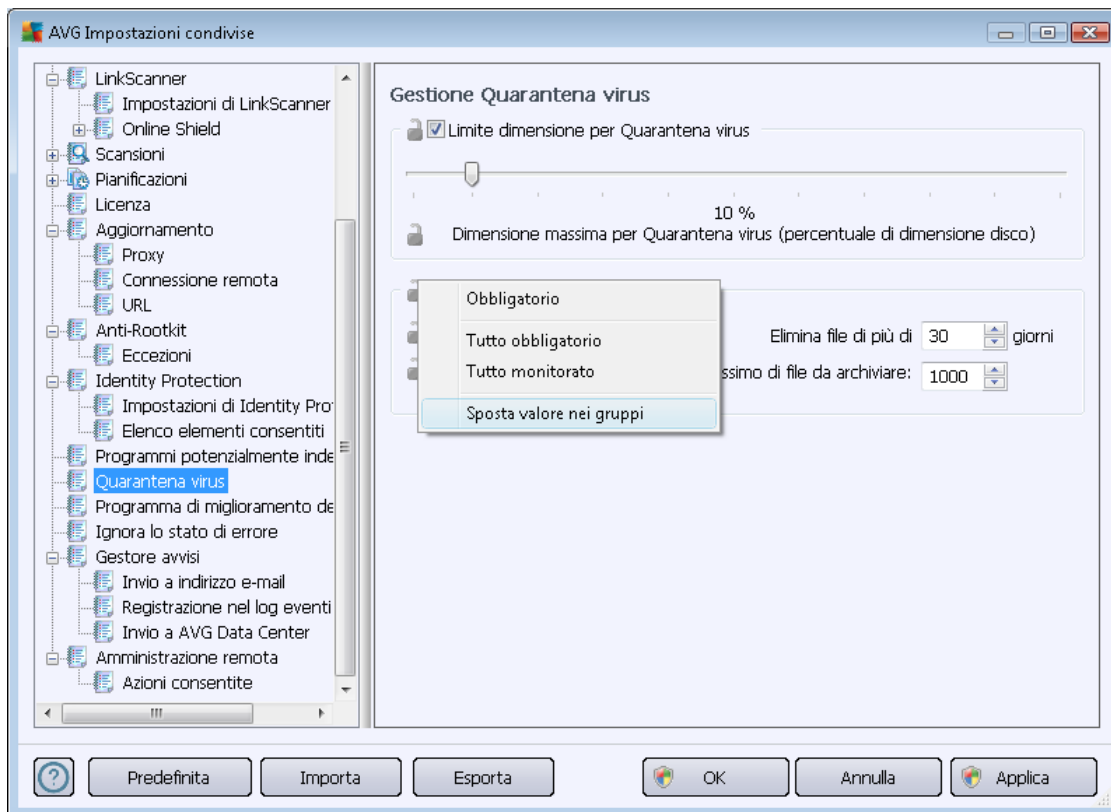 AVG Impostazioni condivise
LinkScanner
Impostazioni di LinkScanner
Online Shield
Scansioni
Pianificazioni
Licenza
Aggiornamento
Proxy
Connessione remota
URL
Anti-Rootkit
Eccezioni
Identity Protection
Impostazioni di Identity Pro
Elenco elementi consentiti
Programmi potenzialmente inde
Quarantena virus
Programma di miglioramento de
Ignora lo stato di errore
Gestore avvisi
Invio a indirizzo e-mail
Registrazione nel log eventi
Invio a AVG Data Center
Amministrazione remota
Azioni consentite
Gestione Quarantena virus
Limite dimensione per Quarantena virus
10 %
Dimensione massima per Quarantena virus (percentuale di dimensione disco)
Obbligatorio
Tutto obbligatorio
Tutto monitorato
Sposta valore nei gruppi
Elimina file di più di 30 giorni
ssimo di file da archiviare: 1000
Predefinita Importa Esporta OK Annulla Applica